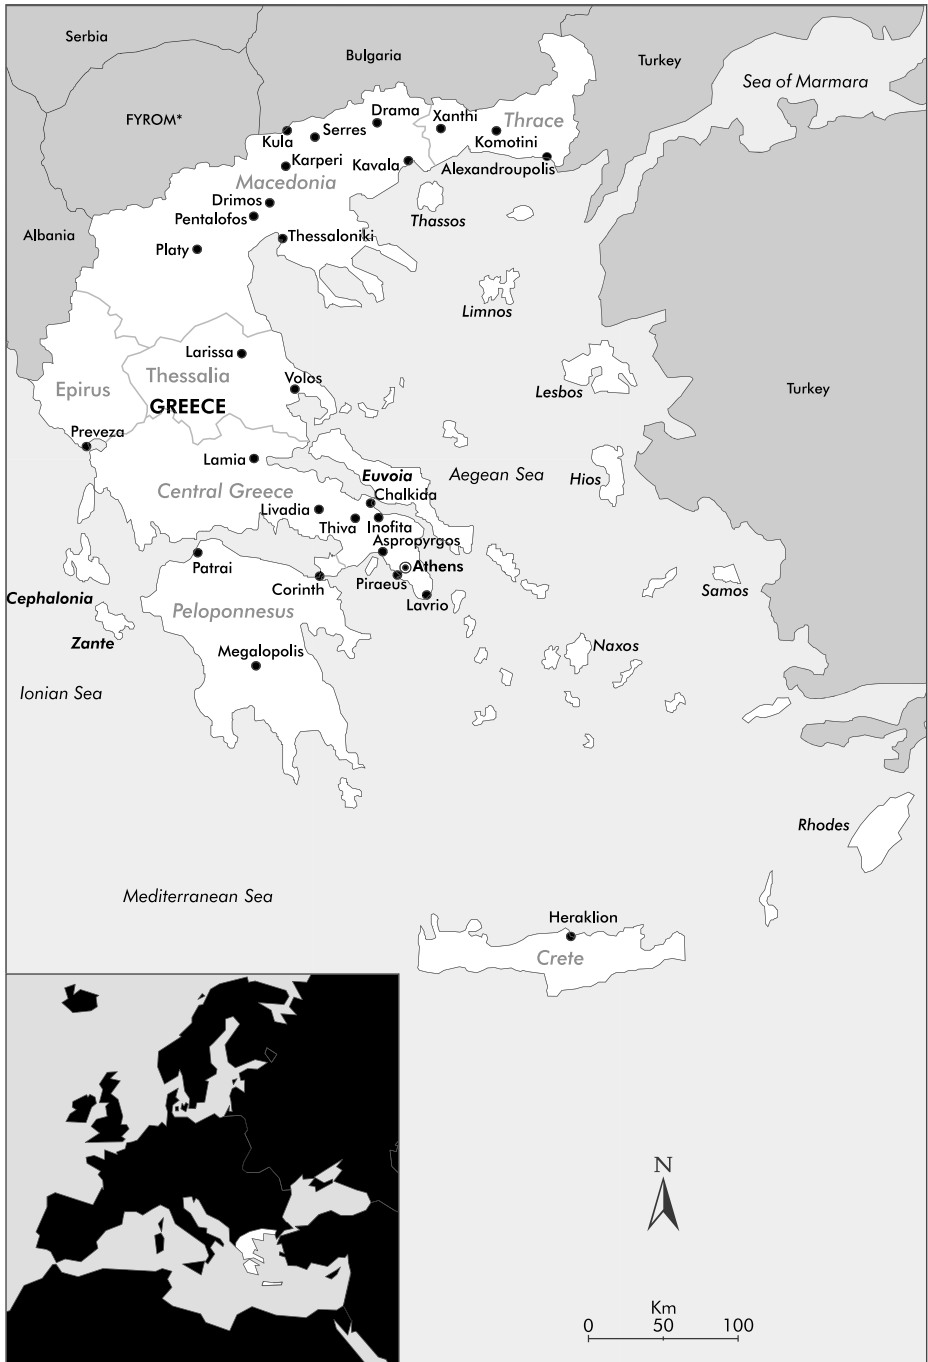 Serbia
Bulgaria
Turkey
Sea of Marmara
FYROM*
Drama
Xanthi
Thrace
Kula
Serres
Komotini
Karperi
Kavala
Alexandroupolis
Macedonia
Drimos
Thassos
Pentalofos
Albania
Thessaloniki
Platy
Limnos
Larissa
Thessalia
Volos
Epirus
Lesbos
Turkey
GREECE
Preveza
Lamia
Euvoia
Aegean Sea
Hios
Central Greece
Chalkida
Livadia
Thiva
Inofita
Aspropyrgos
Patrai
Athens
Piraeus
Corinth
Samos
Cephalonia
Lavrio
Peloponnesus
Zante
Naxos
Megalopolis
Ionian Sea
Rhodes
Mediterranean Sea
Heraklion
Crete
N
Km
0 50 100